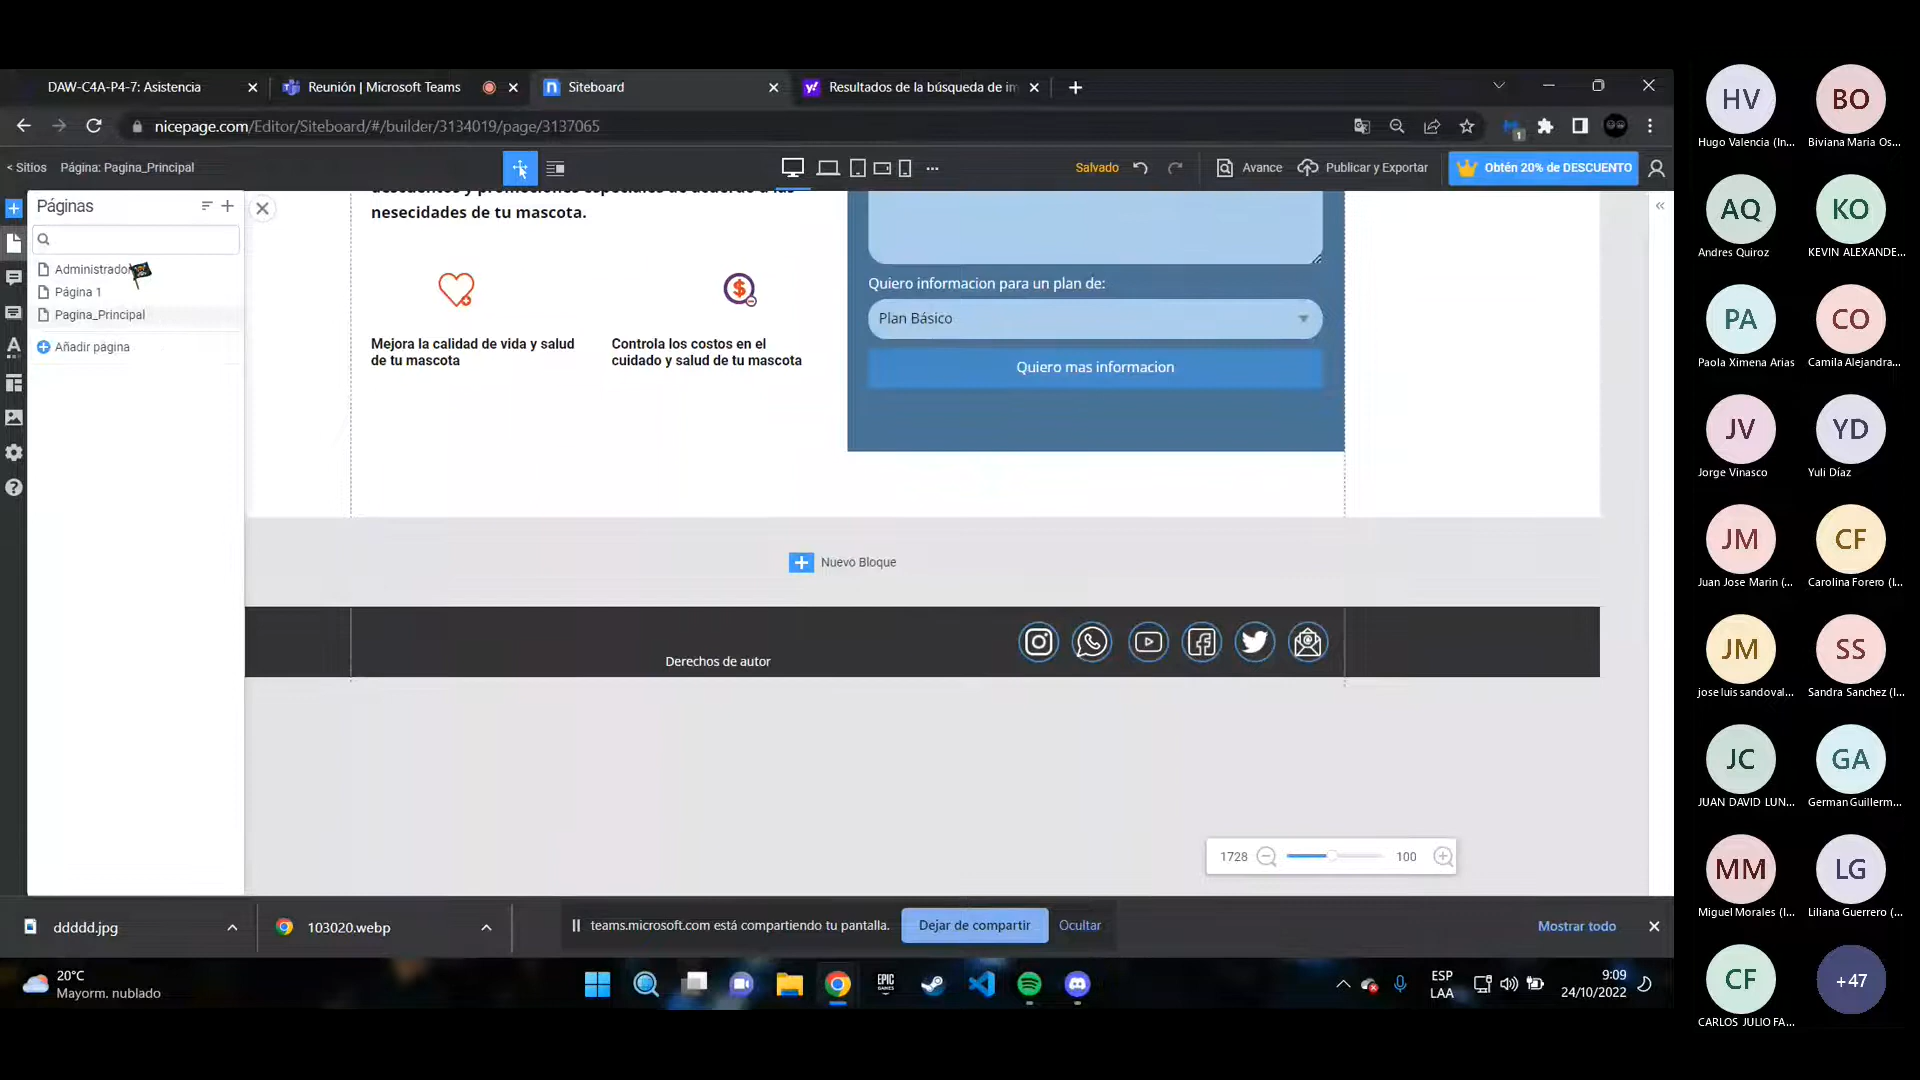 DAW-C4A-P4-7: Asistencia
Reunión | Microsoft Teams
Siteboard
Resultados de la búsqueda de im
nicepage.com/Editor/Siteboard/#/builder/3134019/page/3137065
1
< Sitios
Página: Pagina_Principal
Salvado
Avance
Publicar y Exportar
Obtén 20% de DESCUENTO
Páginas
Administrador
Página 1
Pagina_Principal
Añadir página
nesecidades de tu mascota.
Mejora la calidad de vida y salud
de tu mascota
Controla los costos en el
cuidado y salud de tu mascota
Quiero informacion para un plan de:
Plan Básico
Quiero mas informacion
Nuevo Bloque
Derechos de autor
1728
100
ddddd.jpg
103020.webp
teams.microsoft.com está compartiendo tu pantalla.
Dejar de compartir
Ocultar
Mostrar todo
20°C
Mayorm. nublado
EPIC
GAMES
ESP
LAA
9:09
24/10/2022
HV
Hugo Valencia (In...
BO
Biviana Maria Os...
AQ
Andres Quiroz
KO
KEVIN ALEXANDE...
PA
Paola Ximena Arias
CO
Camila Alejandra...
JV
Jorge Vinasco
YD
Yuli Díaz
JM
Juan Jose Marin (...
CF
Carolina Forero (I...
JM
jose luis sandoval...
SS
Sandra Sanchez (I...
JC
JUAN DAVID LUN...
GA
German Guillerm...
MM
Miguel Morales (I...
LG
Liliana Guerrero (...
CF
CARLOS JULIO FA...
+47